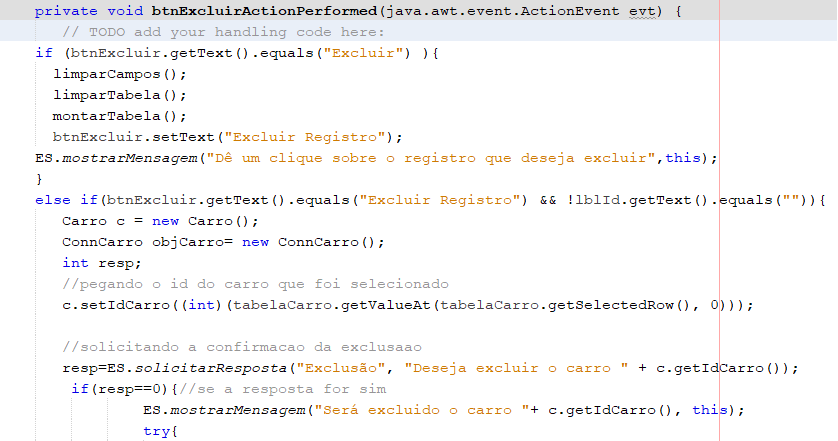 private void btnExcluirActionPerformed(java.awt.event.ActionEvent evt) {
// TODO add your handling code here:
if (btnExcluir.getText().equals("Excluir") ){
limparCampos();
limparTabela();
montarTabela();
btnExcluir.setText("Excluir Registro");
ES.mostrarMensagem("Dê um clique sobre o registro que deseja excluir",this);
}
else if(btnExcluir.getText().equals("Excluir Registro") && !lblId.getText().equals("")){
Carro c = new Carro();
ConnCarro objCarro= new ConnCarro();
int resp;
//pegando o id do carro que foi selecionado
c.setIdCarro((int)(tabelaCarro.getValueAt(tabelaCarro.getSelectedRow(), 0)));
//solicitando a confirmacao da exclusaao
resp=ES.solicitarResposta("Exclusão", "Deseja excluir o carro " + c.getIdCarro());
if(resp==0){//se a resposta for sim
ES.mostrarMensagem("Será excluido o carro "+ c.getIdCarro(), this);
try{